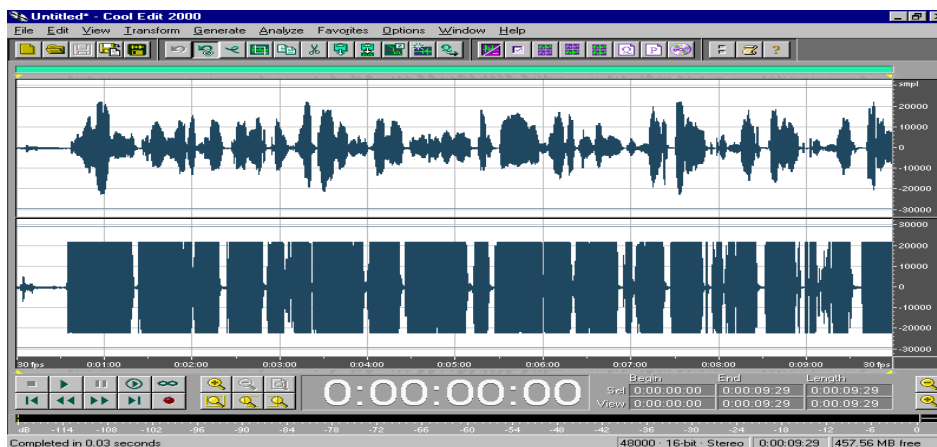 Untitled* - Cool Edit 2000
File Edit View Transform Generate Analyze Favorites Options Window Help
smpl
20000
10000
0
-10000
-20000
-30000
30000
20000
10000
0
-10000
-20000
-30000
30 fps 0:01:00 0:02:00 0:03:00 0:04:00 0:05:00 0:06:00 0:07:00 0:08:00 0:09:00 30 fps
0:00:00:00
Begin End Length
Sel 0:00:00:00 0:00:09:29 0:00:09:29
View 0:00:00:00 0:00:09:29 0:00:09:29
dB -114 -108 -102 -96 -90 -84 -78 -72 -66 -60 -54 -48 -42 -36 -30 -24 -18 -12 -6 0
Completed in 0.03 seconds 48000 · 16-bit · Stereo 0:00:09:29 457.56 MB free